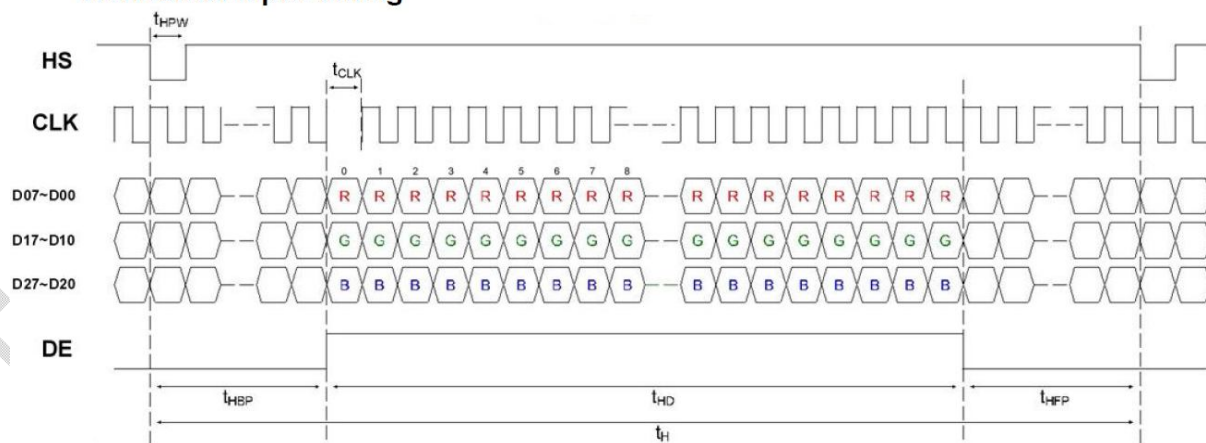 tHPW
HS
tCLK
CLK
0 1 2 3 4 5 6 7 8
D07~D00 R R R R R R R R R R R R R R R R R
D17~D10 G G G G G G G G G G G G G G G G G
D27~D20 B B B B B B B B B B B B B B B B B
DE
tHBP tHD tHFP
tH